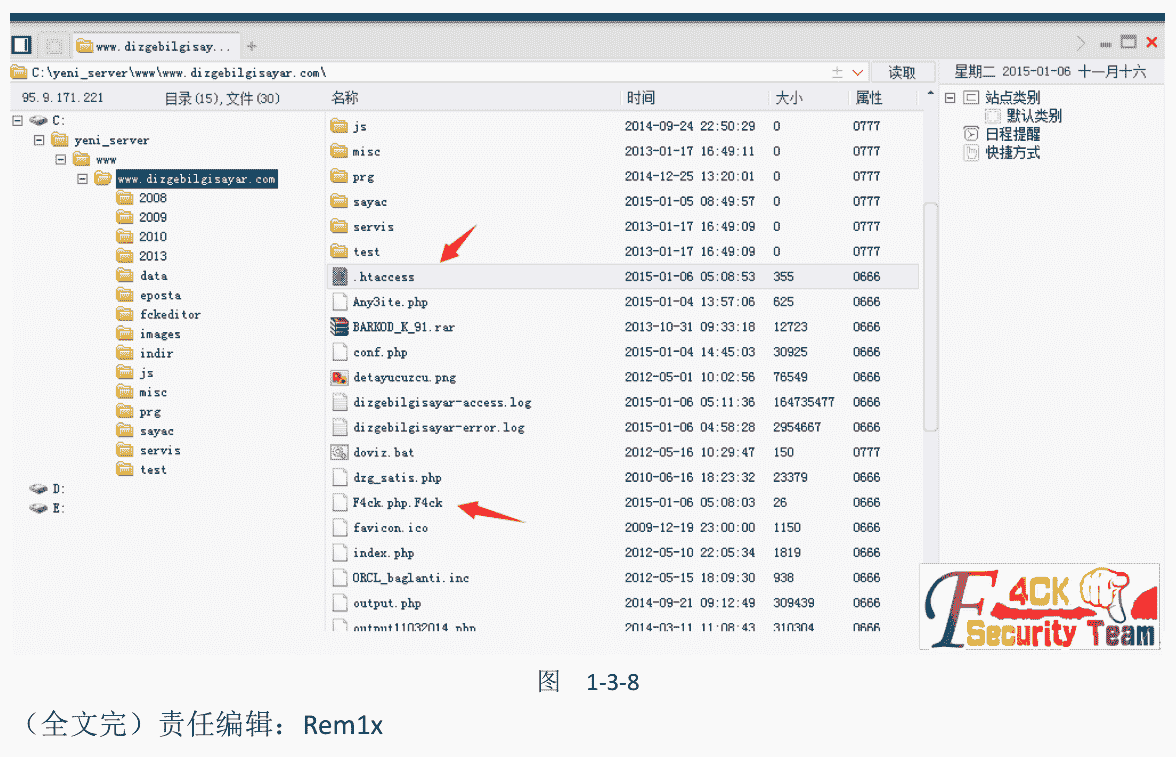 www.dizgebilgisay...
C:\yeni_server\www\www.dizgebilgisayar.com\
读取
星期二 2015-01-06 十一月十六
95.9.171.221
目录(15),文件(30)
名称 时间 大小 属性
C:
yeni_server
www
www.dizgebilgisayar.com
2008
2009
2010
2013
data
eposta
fckeditor
images
indir
js
misc
prg
sayac
servis
test
D:
E:
js 2014-09-24 22:50:29 0 0777
misc 2013-01-17 16:49:11 0 0777
prg 2014-12-25 13:20:01 0 0777
sayac 2015-01-05 08:49:57 0 0777
servis 2013-01-17 16:49:09 0 0777
test 2013-01-17 16:49:09 0 0777
.htaccess 2015-01-06 05:08:53 355 0666
Any3ite.php 2015-01-04 13:57:06 625 0666
BARKOD_K_91.rar 2013-10-31 09:33:18 12723 0666
conf.php 2015-01-04 14:45:03 30925 0666
detayucuzcu.png 2012-05-01 10:02:56 76549 0666
dizgebilgisayar-access.log 2015-01-06 05:11:36 164735477 0666
dizgebilgisayar-error.log 2015-01-06 04:58:28 2954667 0666
doviz.bat 2012-05-16 10:29:47 150 0777
dzg_satis.php 2010-06-16 18:23:32 23379 0666
F4ck.php.F4ck 2015-01-06 05:08:03 26 0666
favicon.ico 2009-12-19 23:00:00 1150 0666
index.php 2012-05-10 22:05:34 1819 0666
ORCL_baglanti.inc 2012-05-15 18:09:30 938 0666
output.php 2014-09-21 09:12:49 309439 0666
output11032014.php 2014-03-11 11:08:43 310304 0666
站点类别
默认类别
日程提醒
快捷方式
F4CK
Security Team
图 1-3-8
（全文完）责任编辑：Rem1x